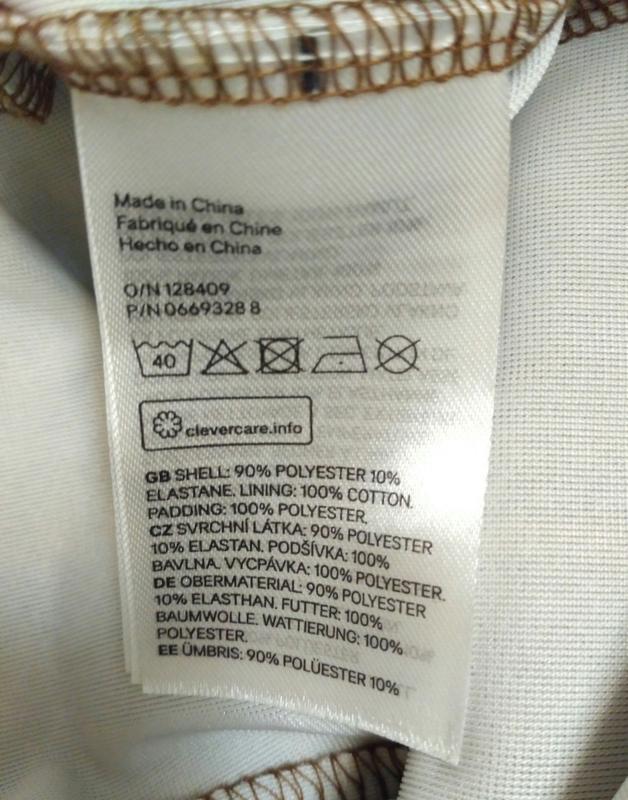 Made in China
Fabriqué en Chine
Hecho en China
O/N 128409
P/N 0669328 8
40
clevercare.info
GB SHELL: 90% POLYESTER 10%
ELASTANE. LINING: 100% COTTON.
PADDING: 100% POLYESTER.
CZ SVRCHNÍ LÁTKA: 90% POLYESTER
10% ELASTAN. PODŠÍVKA: 100%
BAVLNA. VYCPÁVKA: 100% POLYESTER.
DE OBERMATERIAL: 90% POLYESTER
10% ELASTHAN. FUTTER: 100%
BAUMWOLLE. WATTIERUNG: 100%
POLYESTER.
EE ÜMBRIS: 90% POLÜESTER 10%